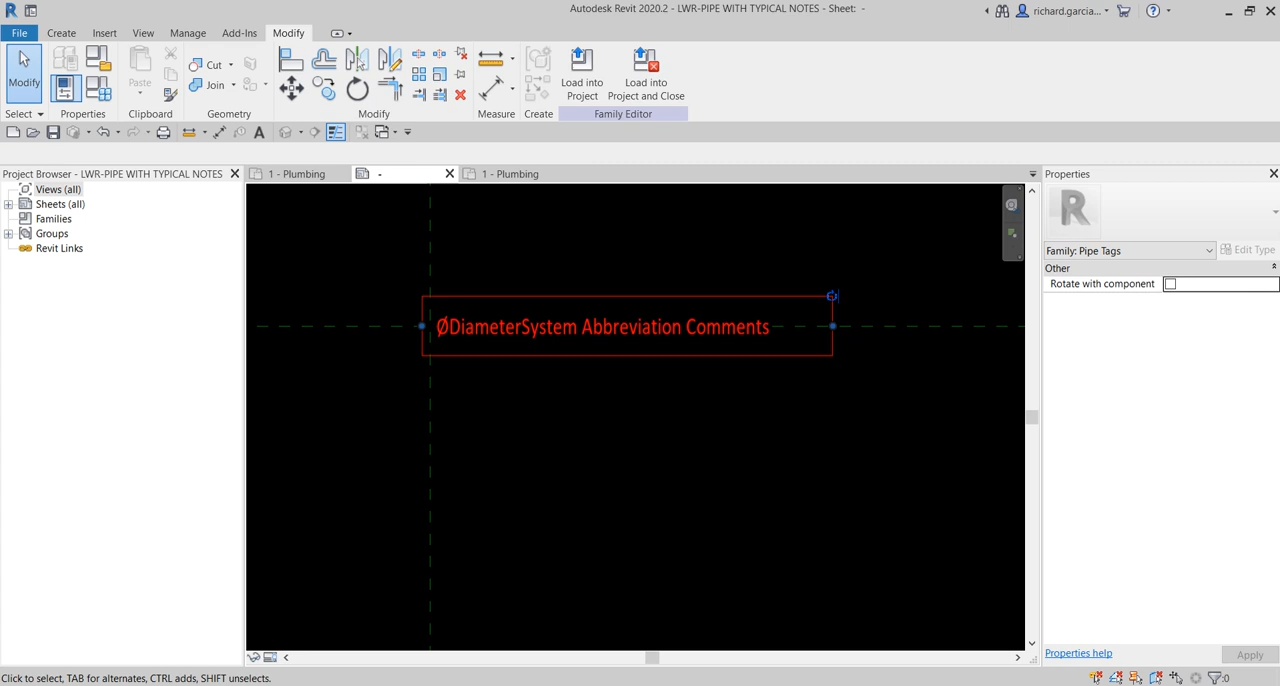 Autodesk Revit 2020.2 - LWR-PIPE WITH TYPICAL NOTES - Sheet: -
richard.garcia...
File Create Insert View Manage Add-Ins Modify
Modify
Paste
Cut
Join
Load into Project
Load into Project and Close
Select Properties Clipboard Geometry Modify Measure Create Family Editor
Project Browser - LWR-PIPE WITH TYPICAL NOTES
1 - Plumbing
-
1 - Plumbing
Properties
Views (all)
Sheets (all)
Families
Groups
Revit Links
R
Family: Pipe Tags
Edit Type
Other
Rotate with component
ØDiameterSystem Abbreviation Comments
Properties help
Apply
Click to select, TAB for alternates, CTRL adds, SHIFT unselects.
:0